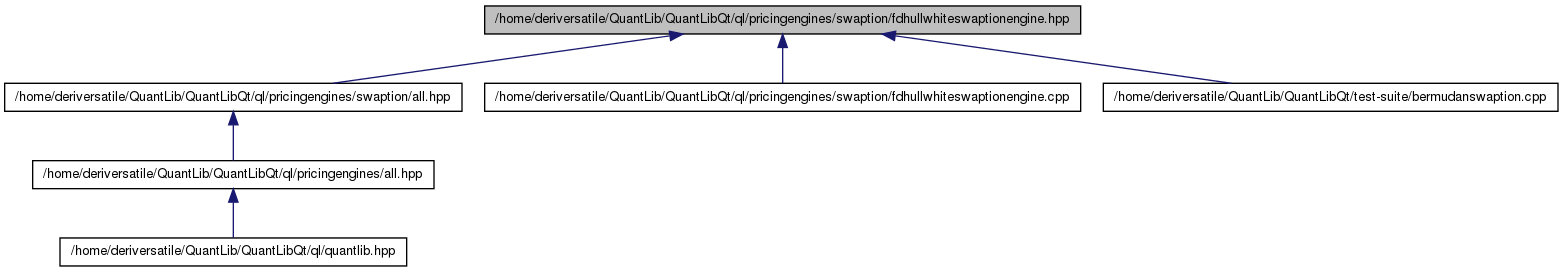 /home/deriversatile/QuantLib/QuantLibQt/ql/pricingengines/swaption/fdhullwhiteswaptionengine.hpp
/home/deriversatile/QuantLib/QuantLibQt/ql/pricingengines/swaption/all.hpp
/home/deriversatile/QuantLib/QuantLibQt/ql/pricingengines/swaption/fdhullwhiteswaptionengine.cpp
/home/deriversatile/QuantLib/QuantLibQt/test-suite/bermudanswaption.cpp
/home/deriversatile/QuantLib/QuantLibQt/ql/pricingengines/all.hpp
/home/deriversatile/QuantLib/QuantLibQt/ql/quantlib.hpp